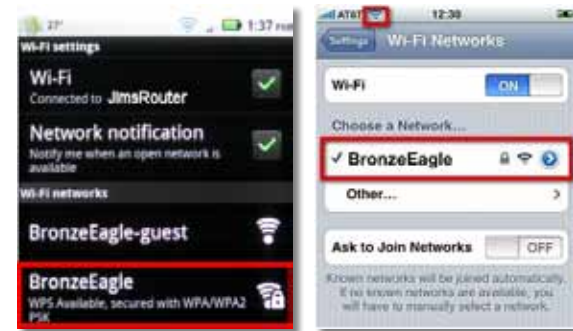 27°
1:37 PM
Wi-Fi settings
Wi-Fi
Connected to JimsRouter
Network notification
Notify me when an open network is
available
Wi-Fi networks
BronzeEagle-guest
BronzeEagle
WPS Available, secured with WPA/WPA2
PSK
AT&T
12:30
Settings
Wi-Fi Networks
Wi-Fi
ON
Choose a Network...
BronzeEagle
Other...
Ask to Join Networks
OFF
Known networks will be joined automatically.
If no known networks are available, you
will have to manually select a network.